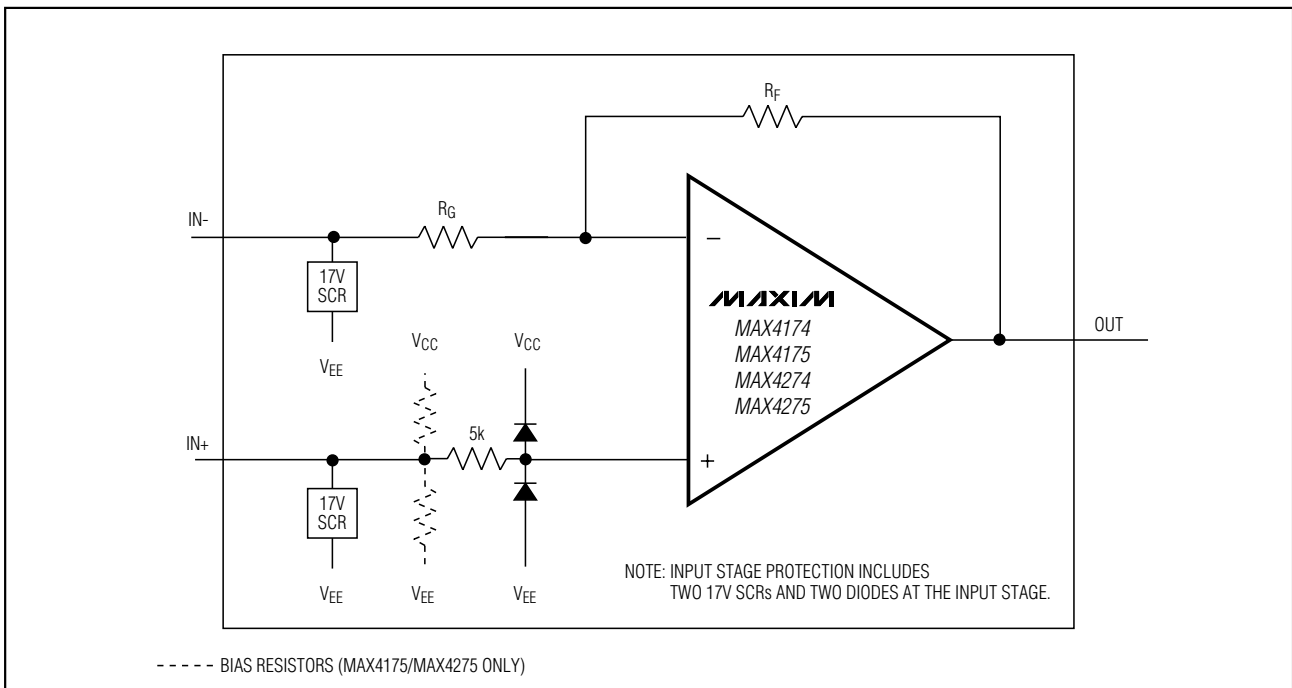 RF
IN-
RG
−
17V
SCR
VEE
MAXIM
MAX4174
MAX4175
MAX4274
MAX4275
OUT
VCC
VCC
IN+
5k
+
17V
SCR
VEE
VEE
VEE
NOTE: INPUT STAGE PROTECTION INCLUDES
TWO 17V SCRs AND TWO DIODES AT THE INPUT STAGE.
----- BIAS RESISTORS (MAX4175/MAX4275 ONLY)